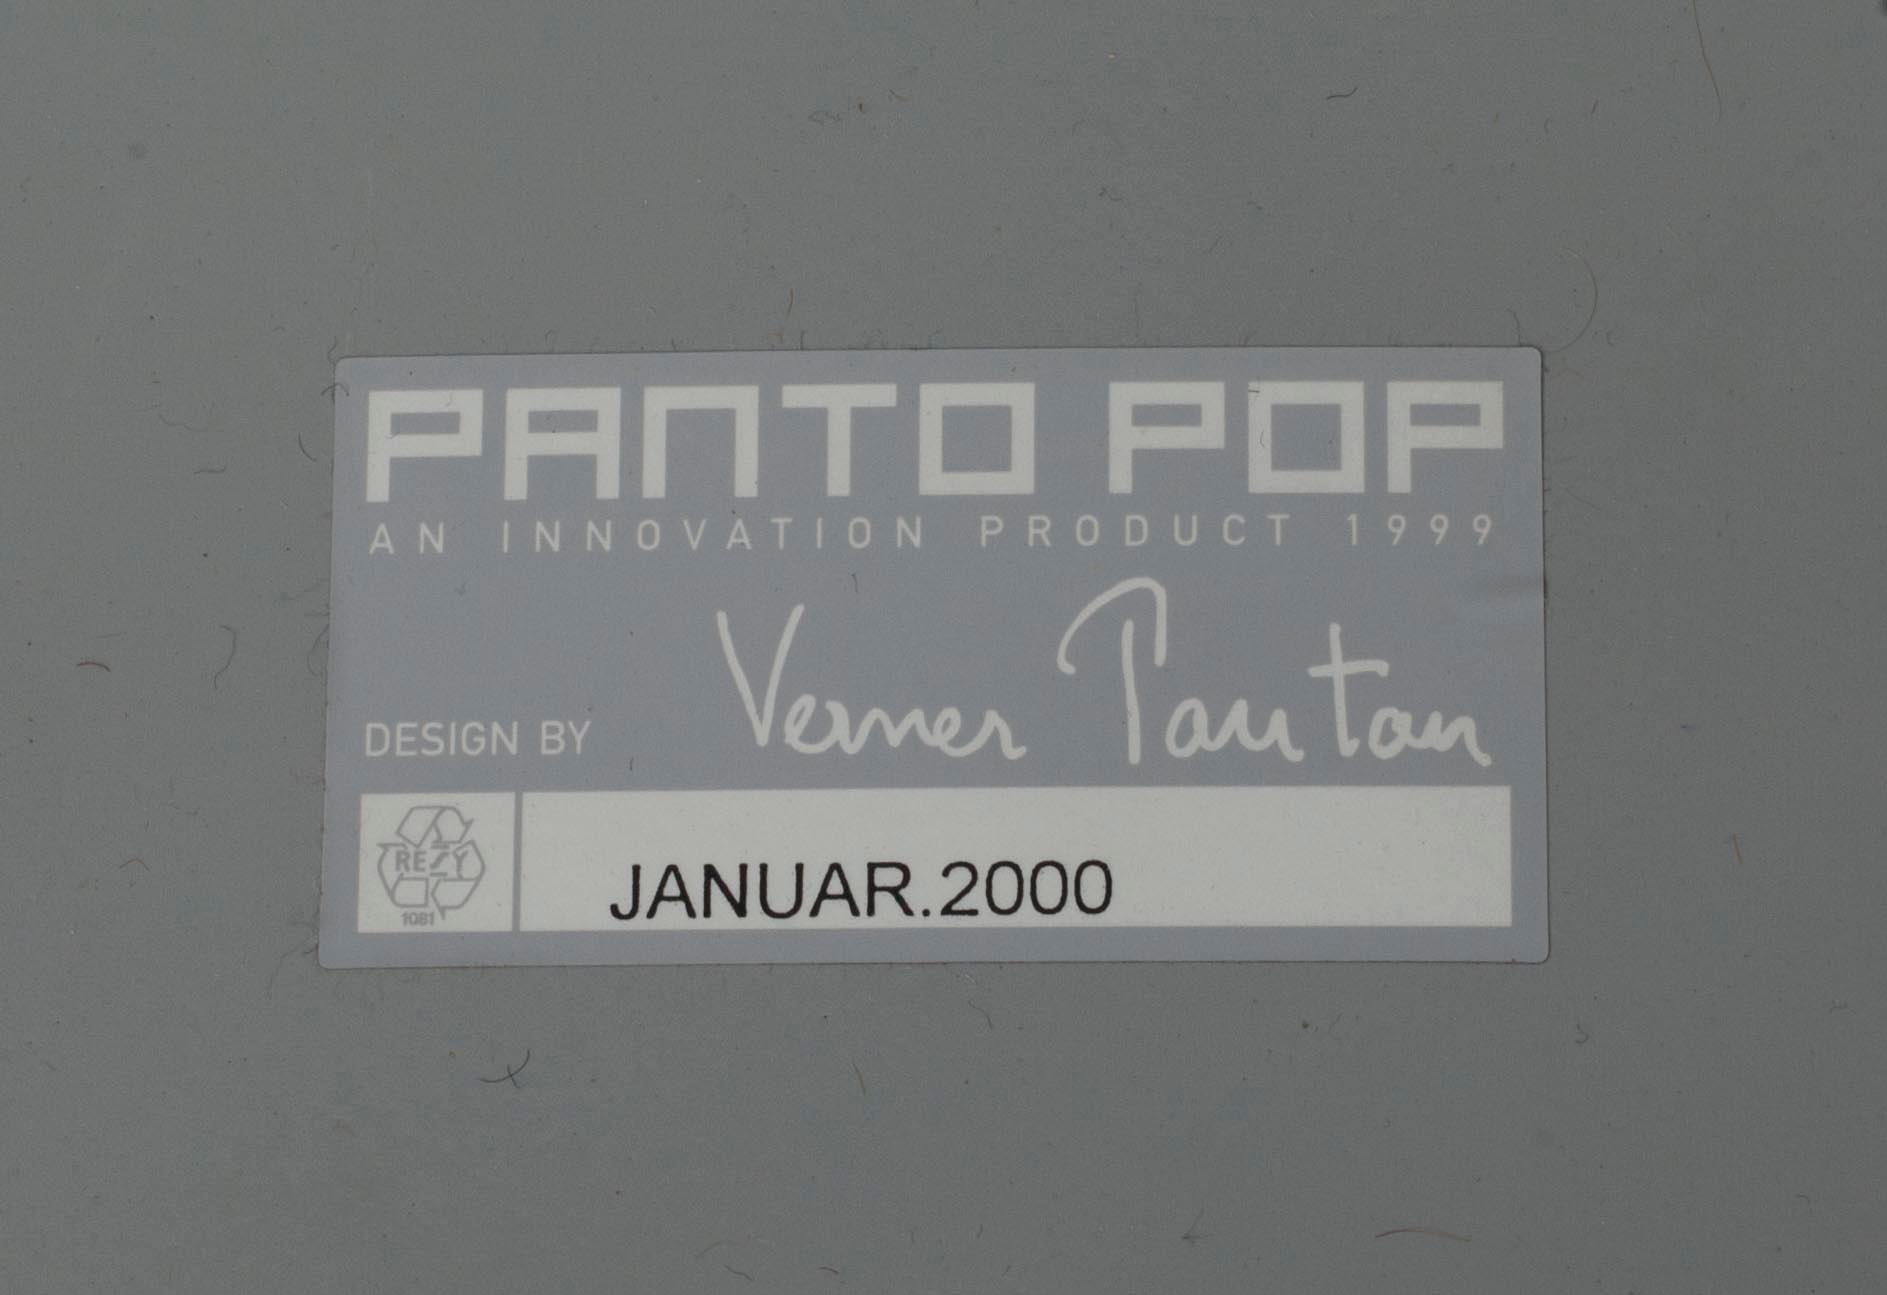 PANTO POP
AN INNOVATION PRODUCT 1999
DESIGN BY Verner Panton
RESY
1081
JANUAR.2000